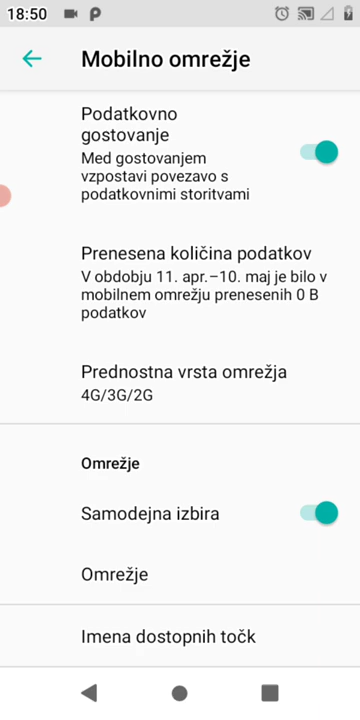 18:50
Mobilno omrežje
Podatkovno
gostovanje
Med gostovanjem
vzpostavi povezavo s
podatkovnimi storitvami
Prenesena količina podatkov
V obdobju 11. apr.–10. maj je bilo v
mobilnem omrežju prenesenih 0 B
podatkov
Prednostna vrsta omrežja
4G/3G/2G
Omrežje
Samodejna izbira
Omrežje
Imena dostopnih točk